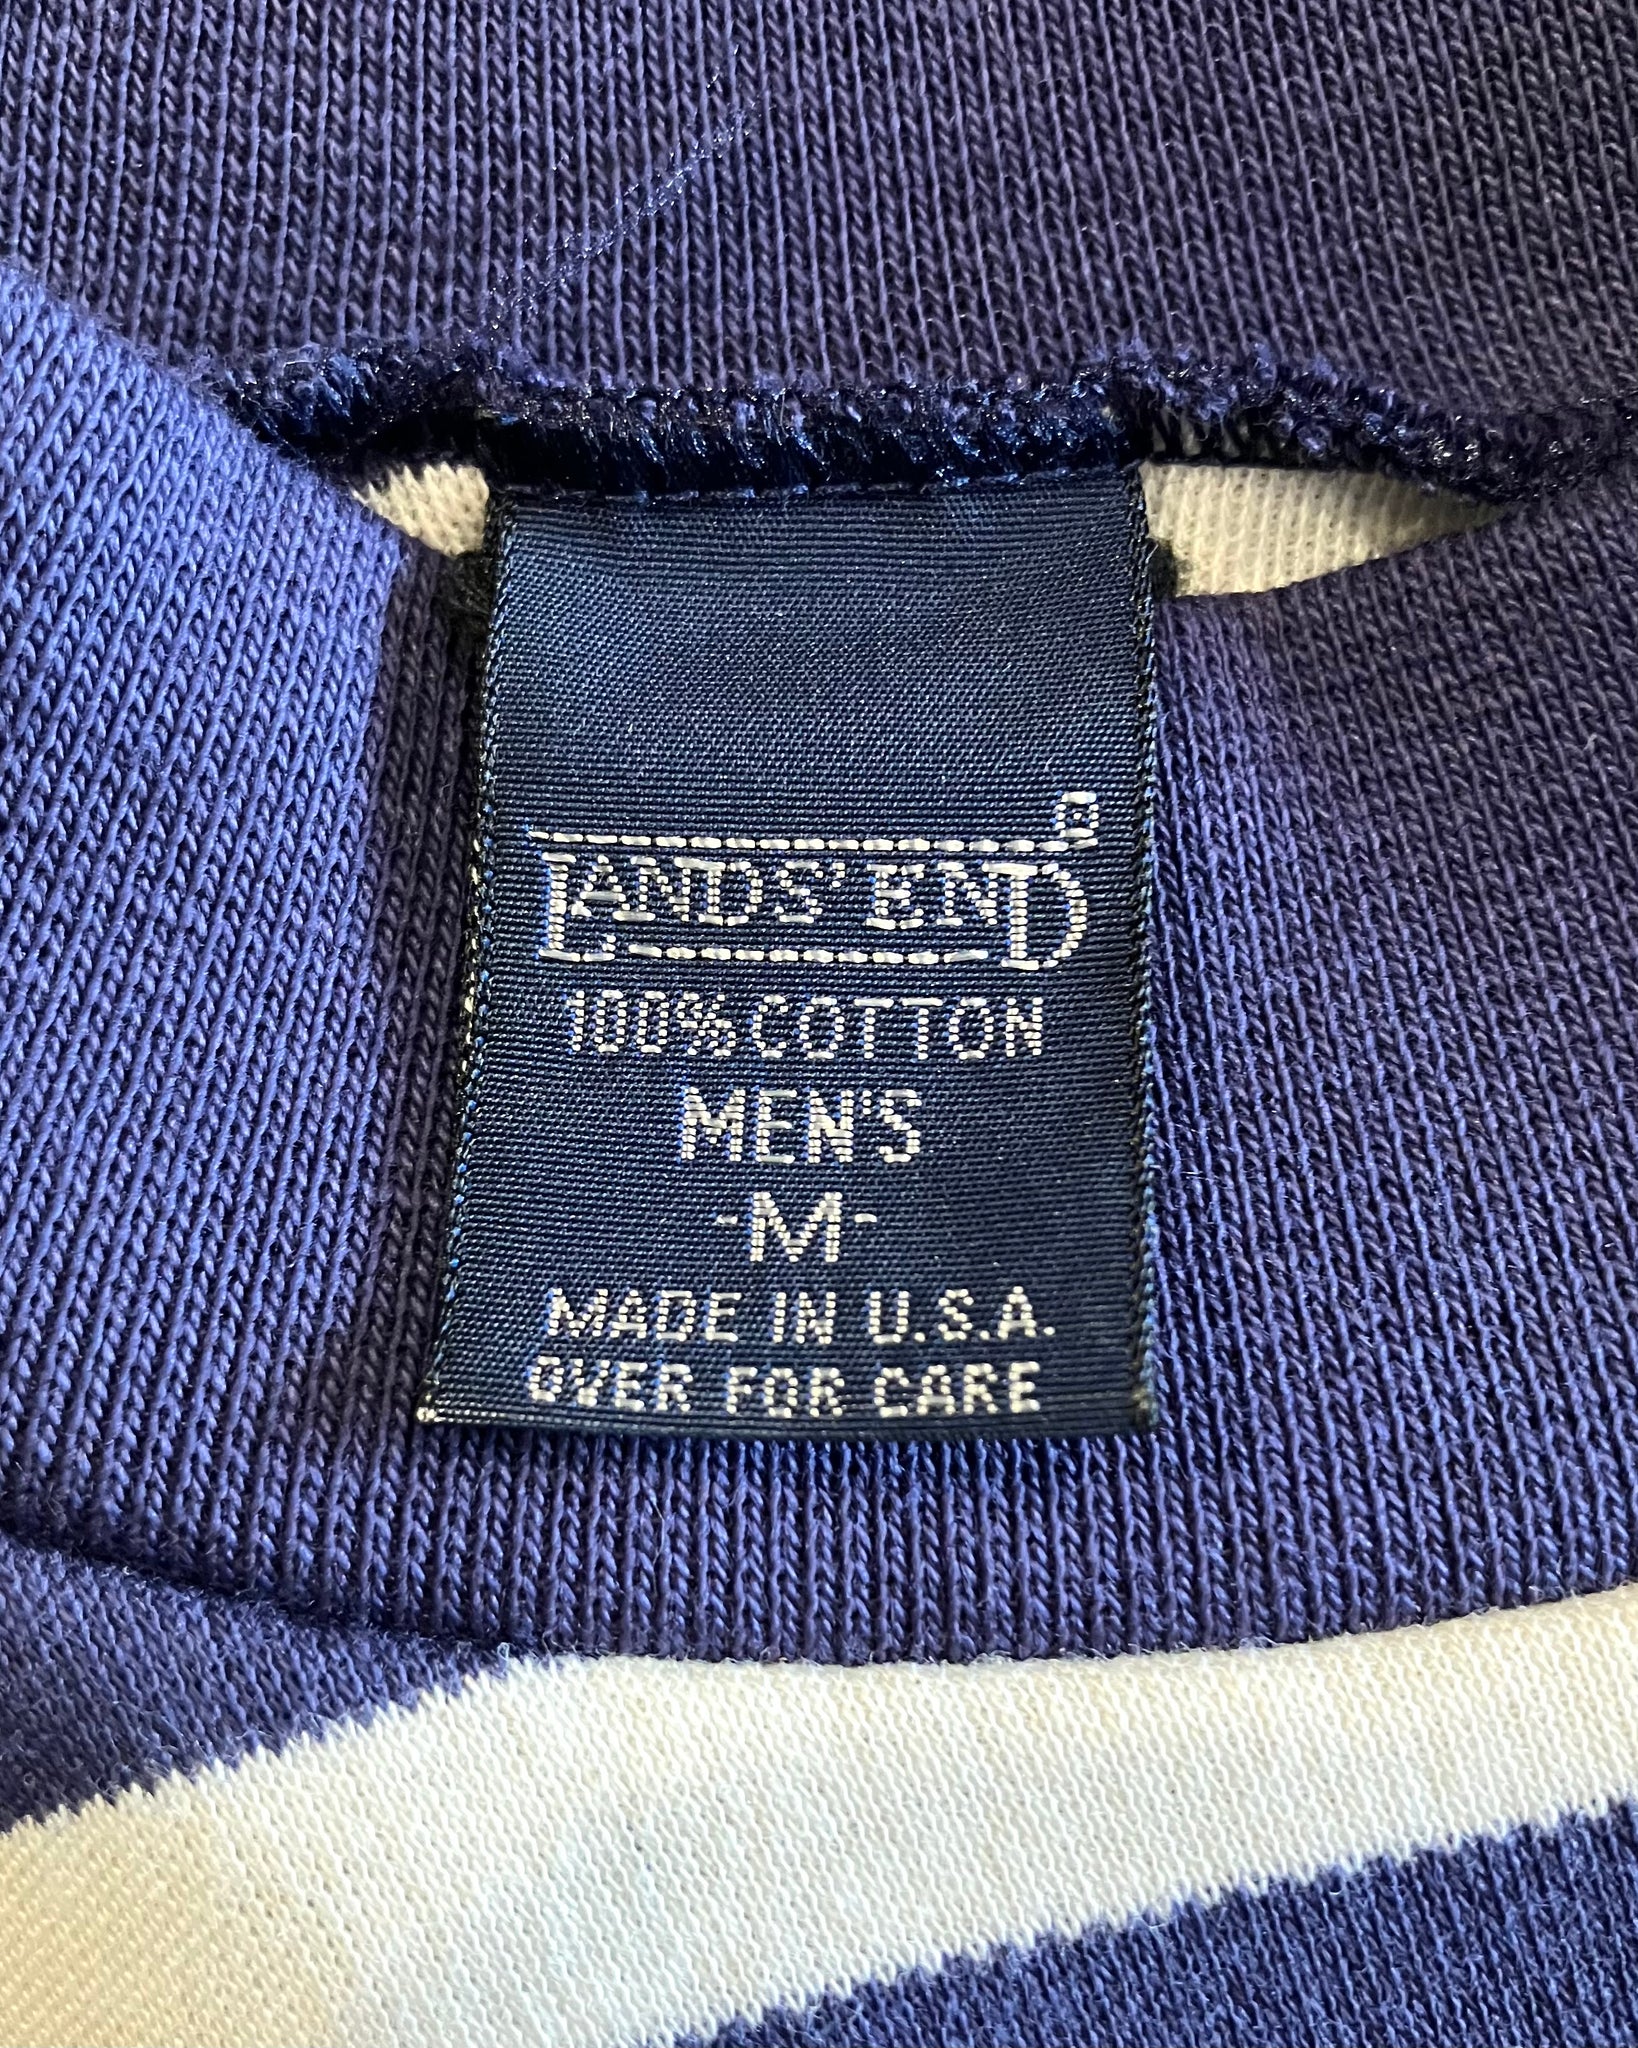 LANDS' END®
100% COTTON
MEN'S
-M-
MADE IN U.S.A.
OVER FOR CARE